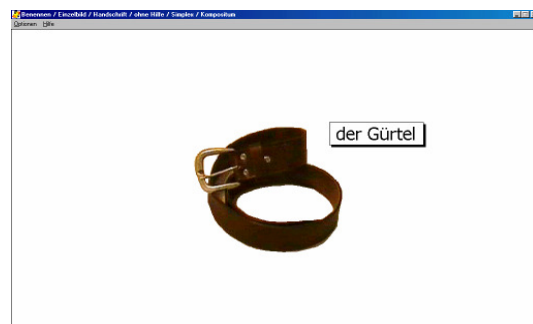 Benennen / Einzelbild / Handschrift / ohne Hilfe / Simplex / Kompositum
Optionen Hilfe
der Gürtel